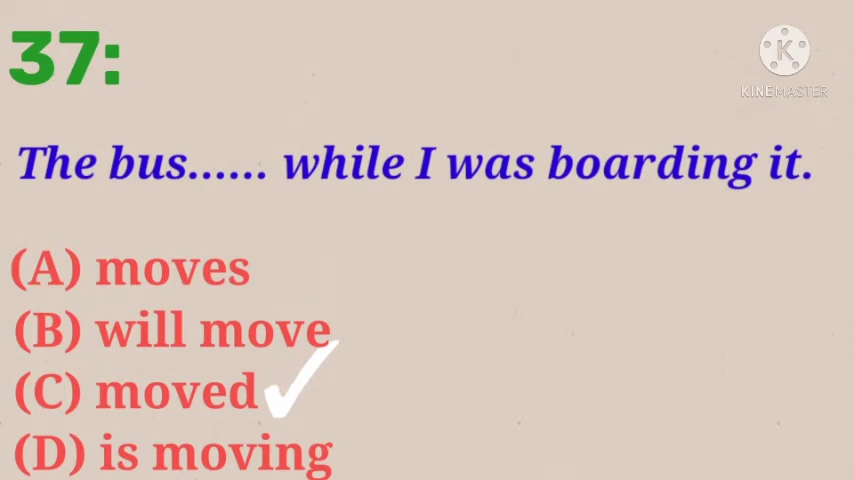 37:
KINEMASTER
The bus...... while I was boarding it.
(A) moves
(B) will move
(C) moved
(D) is moving